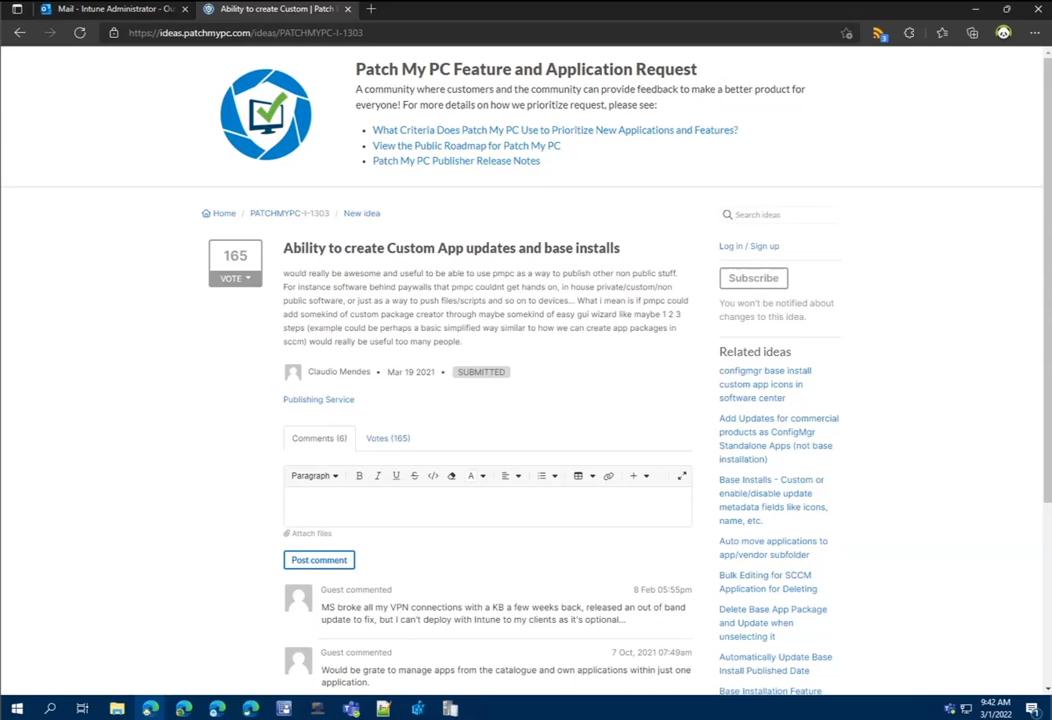 Mail - Intune Administrator - Ou
Ability to create Custom | Patch
https://ideas.patchmypc.com/ideas/PATCHMYPC-I-1303
3
Patch My PC Feature and Application Request
A community where customers and the community can provide feedback to make a better product for
everyone! For more details on how we prioritize request, please see:
What Criteria Does Patch My PC Use to Prioritize New Applications and Features?
View the Public Roadmap for Patch My PC
Patch My PC Publisher Release Notes
Home / PATCHMYPC-I-1303 / New idea
165
VOTE
Ability to create Custom App updates and base installs
would really be awesome and useful to be able to use pmpc as a way to publish other non public stuff.
For instance software behind paywalls that pmpc couldnt get hands on, in house private/custom/non
public software, or just as a way to push files/scripts and so on to devices... What i mean is if pmpc could
add somekind of custom package creator through maybe somekind of easy gui wizard like maybe 1 2 3
steps (example could be perhaps a basic simplified way similar to how we can create app packages in
sccm) would really be useful too many people.
Claudio Mendes • Mar 19 2021 • SUBMITTED
Publishing Service
Comments (6) Votes (165)
Paragraph B I U S </> A
Attach files
Post comment
Guest commented 8 Feb 05:55pm
MS broke all my VPN connections with a KB a few weeks back, released an out of band
update to fix, but I can't deploy with Intune to my clients as it's optional...
Guest commented 7 Oct, 2021 07:49am
Would be grate to manage apps from the catalogue and own applications within just one
application.
Search ideas
Log in / Sign up
Subscribe
You won't be notified about
changes to this idea.
Related ideas
configmgr base install
custom app icons in
software center
Add Updates for commercial
products as ConfigMgr
Standalone Apps (not base
installation)
Base Installs - Custom or
enable/disable update
metadata fields like icons,
name, etc.
Auto move applications to
app/vendor subfolder
Bulk Editing for SCCM
Application for Deleting
Delete Base App Package
and Update when
unselecting it
Automatically Update Base
Install Published Date
Base Installation Feature
9:42 AM
3/1/2022